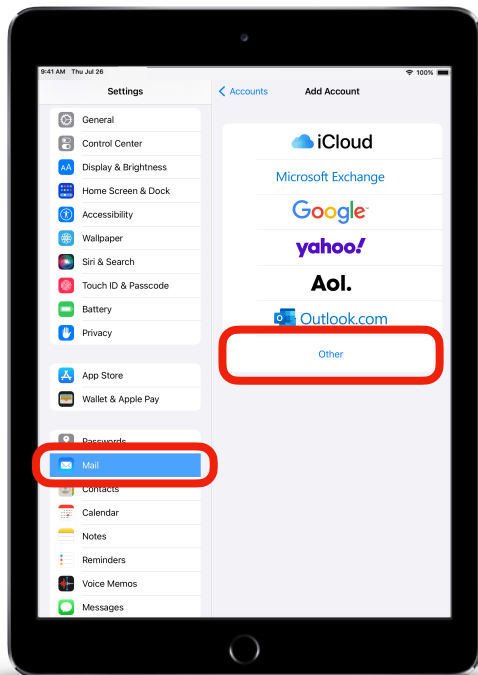 9:41 AM Thu Jul 26
100%
Settings
General
Control Center
Display & Brightness
Home Screen & Dock
Accessibility
Wallpaper
Siri & Search
Touch ID & Passcode
Battery
Privacy
App Store
Wallet & Apple Pay
Passwords
Mail
Contacts
Calendar
Notes
Reminders
Voice Memos
Messages
Accounts
Add Account
iCloud
Microsoft Exchange
Google
yahoo!
Aol.
Outlook.com
Other